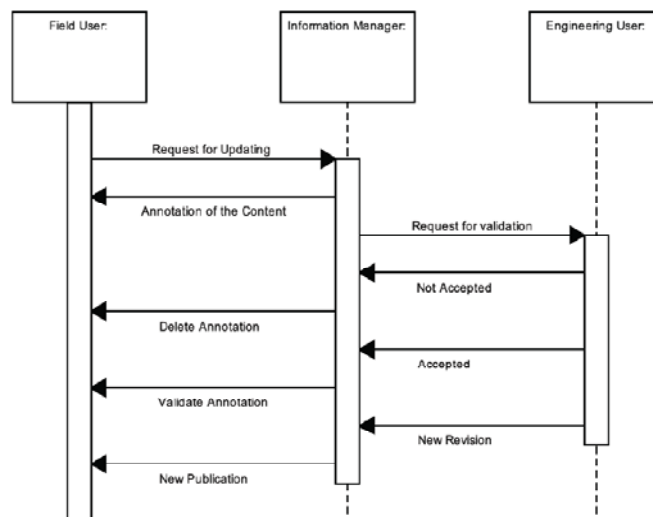 Field User:
Information Manager:
Engineering User:
Request for Updating
Annotation of the Content
Request for validation
Not Accepted
Delete Annotation
Accepted
Validate Annotation
New Revision
New Publication